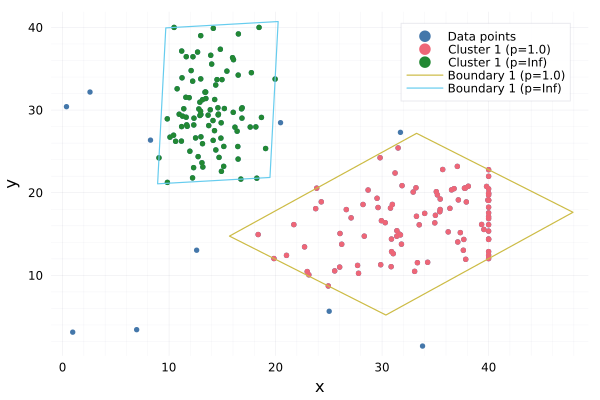 40
30
20
10
y
0
10
20
30
40
x
Data points
Cluster 1 (p=1.0)
Cluster 1 (p=Inf)
Boundary 1 (p=1.0)
Boundary 1 (p=Inf)